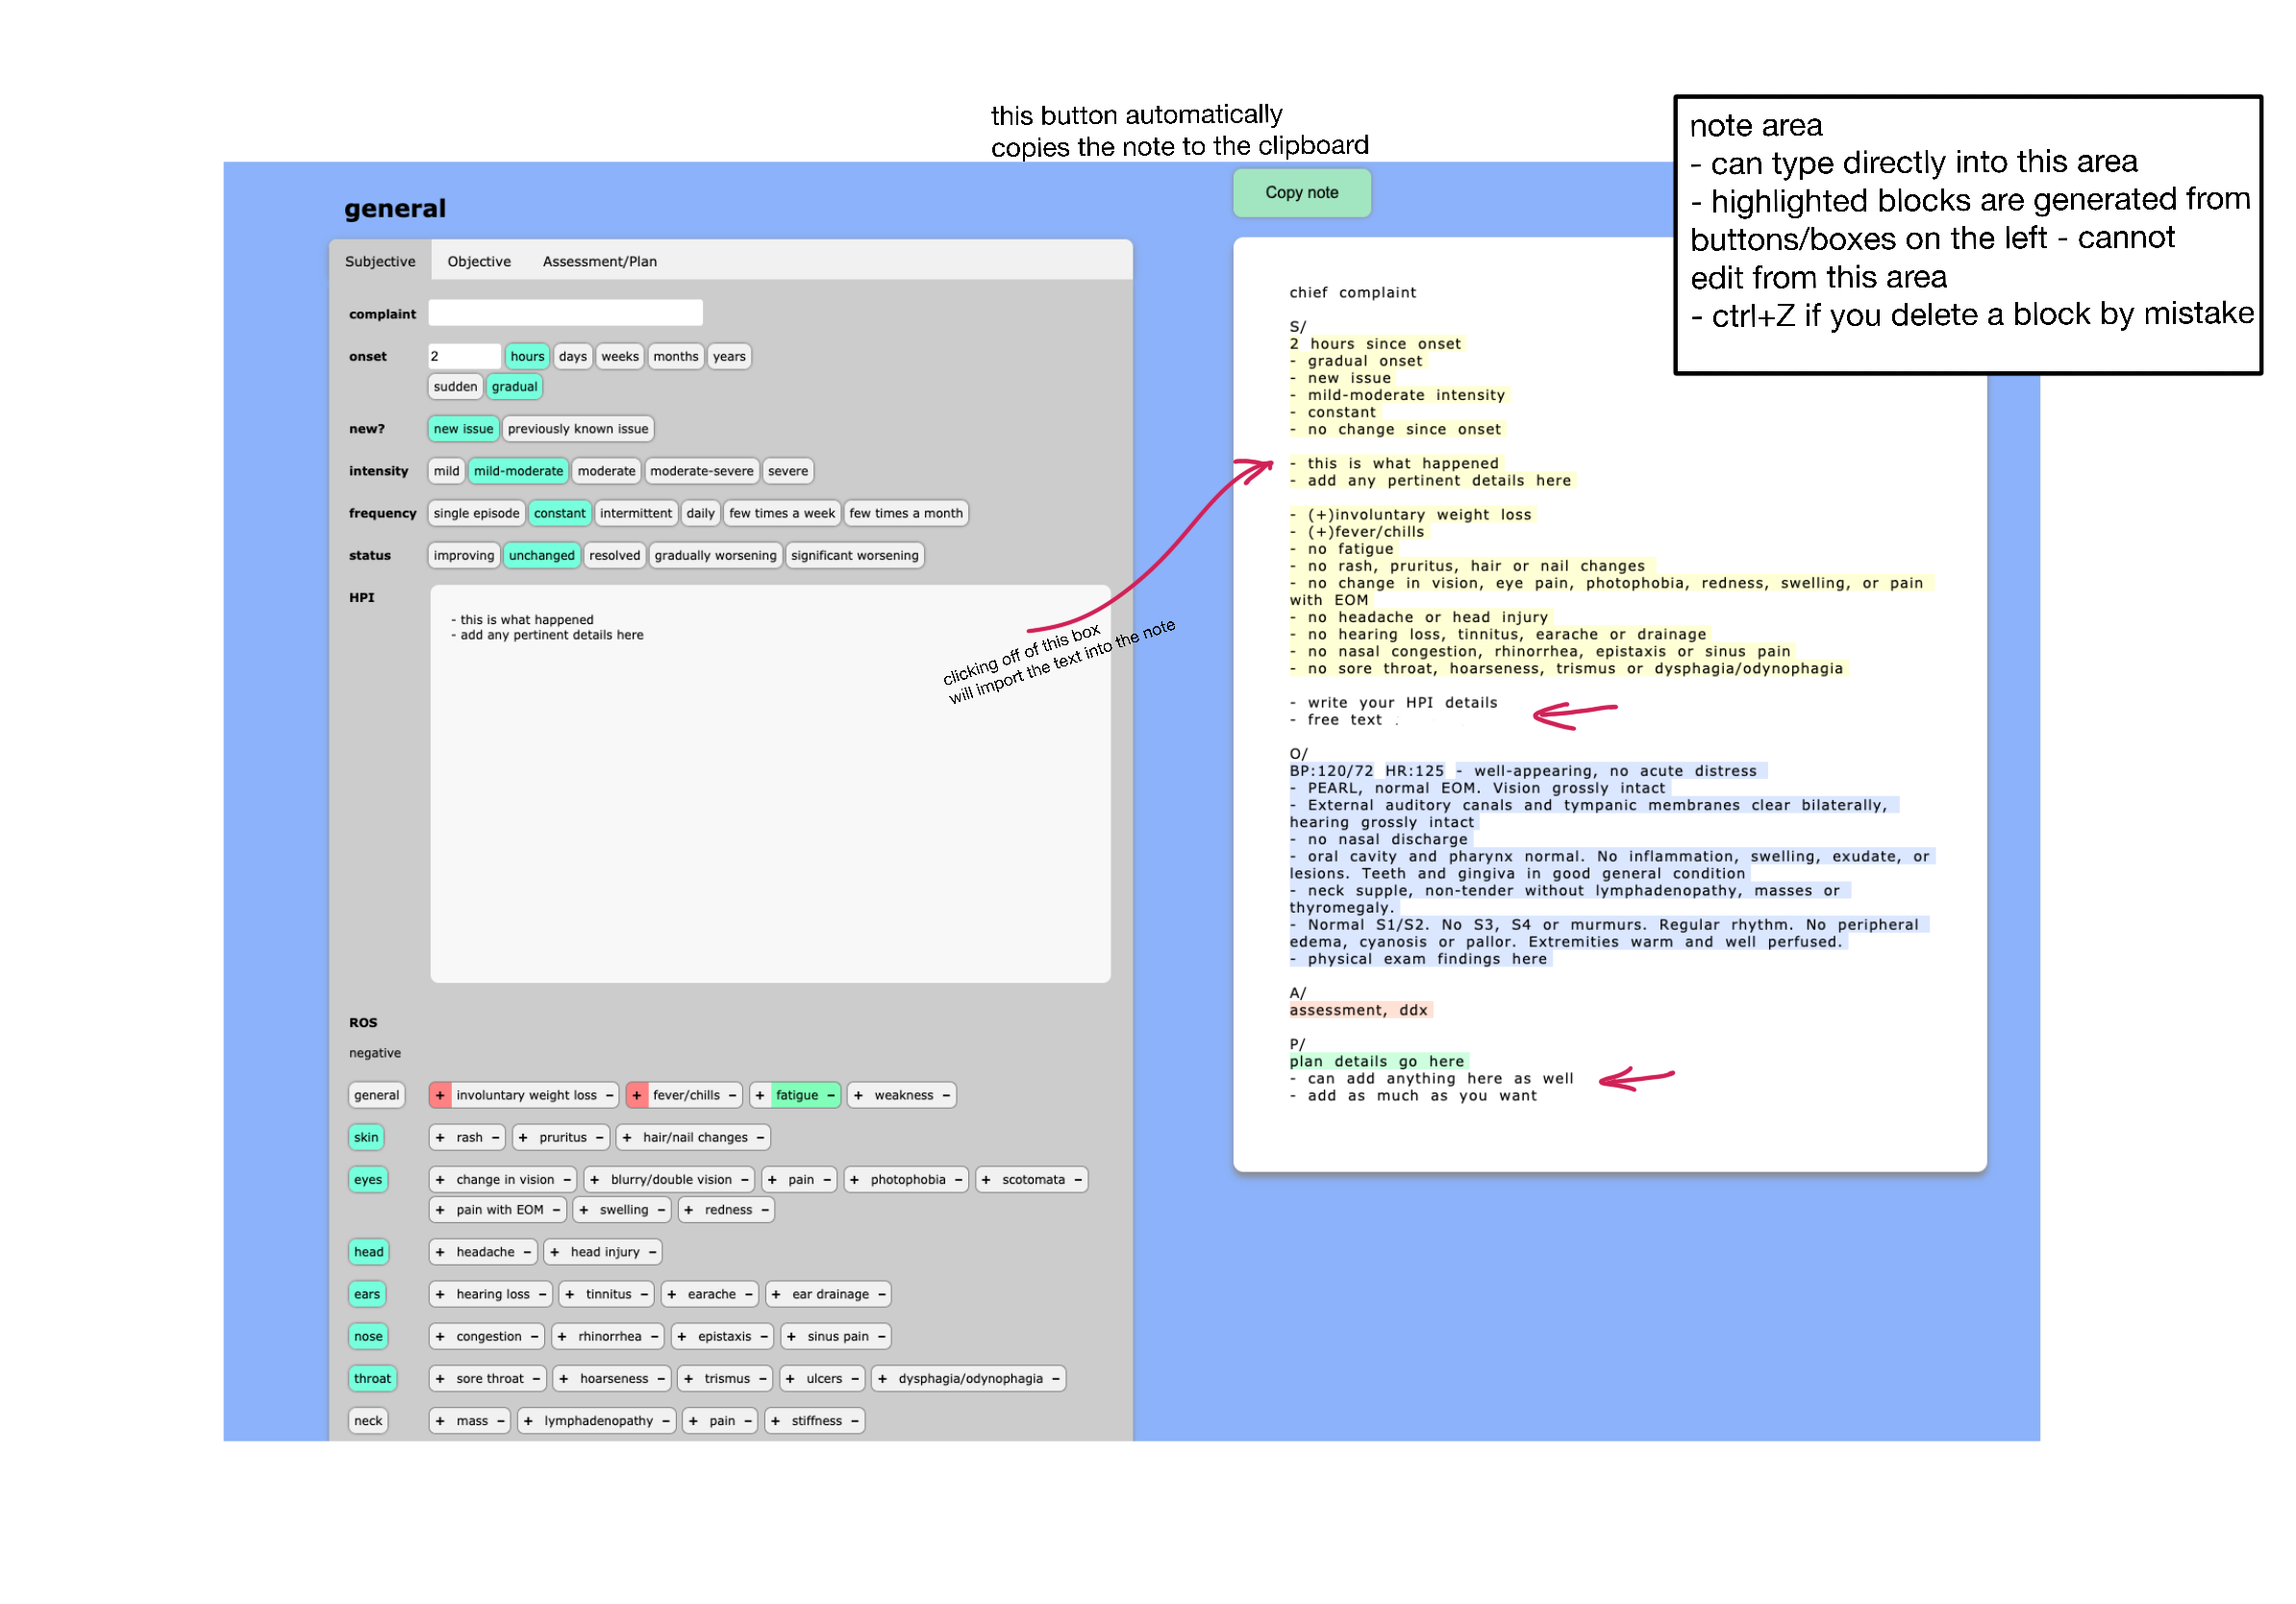 this button automatically
copies the note to the clipboard
note area
- can type directly into this area
- highlighted blocks are generated from
buttons/boxes on the left - cannot
edit from this area
- ctrl+Z if you delete a block by mistake
Copy note
general
Subjective Objective Assessment/Plan
complaint
onset 2 hours days weeks months years
sudden gradual
new? new issue previously known issue
intensity mild mild-moderate moderate moderate-severe severe
frequency single episode constant intermittent daily few times a week few times a month
status improving unchanged resolved gradually worsening significant worsening
HPI
- this is what happened
- add any pertinent details here
clicking off of this box
will import the text into the note
ROS
negative
general + involuntary weight loss − + fever/chills − + fatigue − + weakness −
skin + rash − + pruritus − + hair/nail changes −
eyes + change in vision − + blurry/double vision − + pain − + photophobia − + scotomata −
+ pain with EOM − + swelling − + redness −
head + headache − + head injury −
ears + hearing loss − + tinnitus − + earache − + ear drainage −
nose + congestion − + rhinorrhea − + epistaxis − + sinus pain −
throat + sore throat − + hoarseness − + trismus − + ulcers − + dysphagia/odynophagia −
neck + mass − + lymphadenopathy − + pain − + stiffness −
chief complaint
S/
2 hours since onset
- gradual onset
- new issue
- mild-moderate intensity
- constant
- no change since onset
- this is what happened
- add any pertinent details here
- (+)involuntary weight loss
- (+)fever/chills
- no fatigue
- no rash, pruritus, hair or nail changes
- no change in vision, eye pain, photophobia, redness, swelling, or pain
with EOM
- no headache or head injury
- no hearing loss, tinnitus, earache or drainage
- no nasal congestion, rhinorrhea, epistaxis or sinus pain
- no sore throat, hoarseness, trismus or dysphagia/odynophagia
- write your HPI details
- free text
O/
BP:120/72 HR:125 - well-appearing, no acute distress
- PEARL, normal EOM. Vision grossly intact
- External auditory canals and tympanic membranes clear bilaterally,
hearing grossly intact
- no nasal discharge
- oral cavity and pharynx normal. No inflammation, swelling, exudate, or
lesions. Teeth and gingiva in good general condition
- neck supple, non-tender without lymphadenopathy, masses or
thyromegaly.
- Normal S1/S2. No S3, S4 or murmurs. Regular rhythm. No peripheral
edema, cyanosis or pallor. Extremities warm and well perfused.
- physical exam findings here
A/
assessment, ddx
P/
plan details go here
- can add anything here as well
- add as much as you want